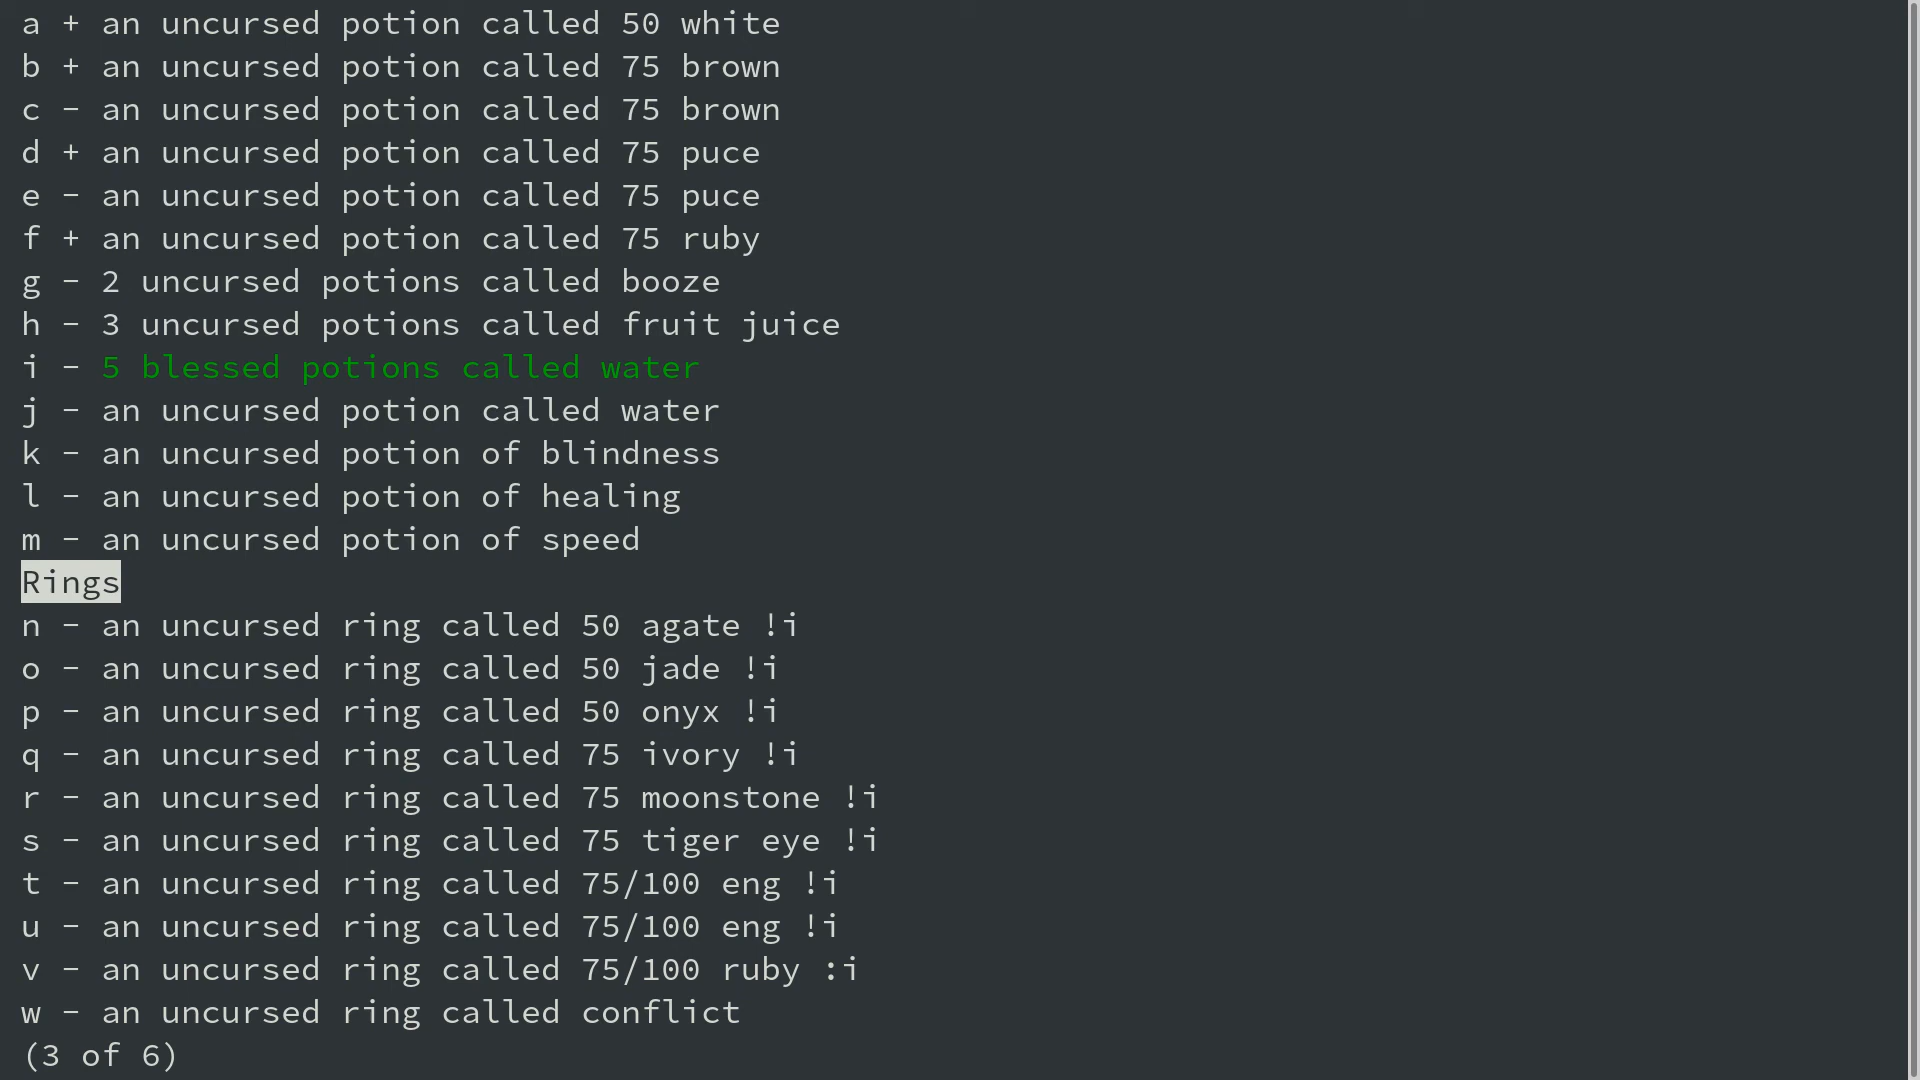 a + an uncursed potion called 50 white
b + an uncursed potion called 75 brown
c - an uncursed potion called 75 brown
d + an uncursed potion called 75 puce
e - an uncursed potion called 75 puce
f + an uncursed potion called 75 ruby
g - 2 uncursed potions called booze
h - 3 uncursed potions called fruit juice
i - 5 blessed potions called water
j - an uncursed potion called water
k - an uncursed potion of blindness
l - an uncursed potion of healing
m - an uncursed potion of speed
Rings
n - an uncursed ring called 50 agate !i
o - an uncursed ring called 50 jade !i
p - an uncursed ring called 50 onyx !i
q - an uncursed ring called 75 ivory !i
r - an uncursed ring called 75 moonstone !i
s - an uncursed ring called 75 tiger eye !i
t - an uncursed ring called 75/100 eng !i
u - an uncursed ring called 75/100 eng !i
v - an uncursed ring called 75/100 ruby :i
w - an uncursed ring called conflict
(3 of 6)